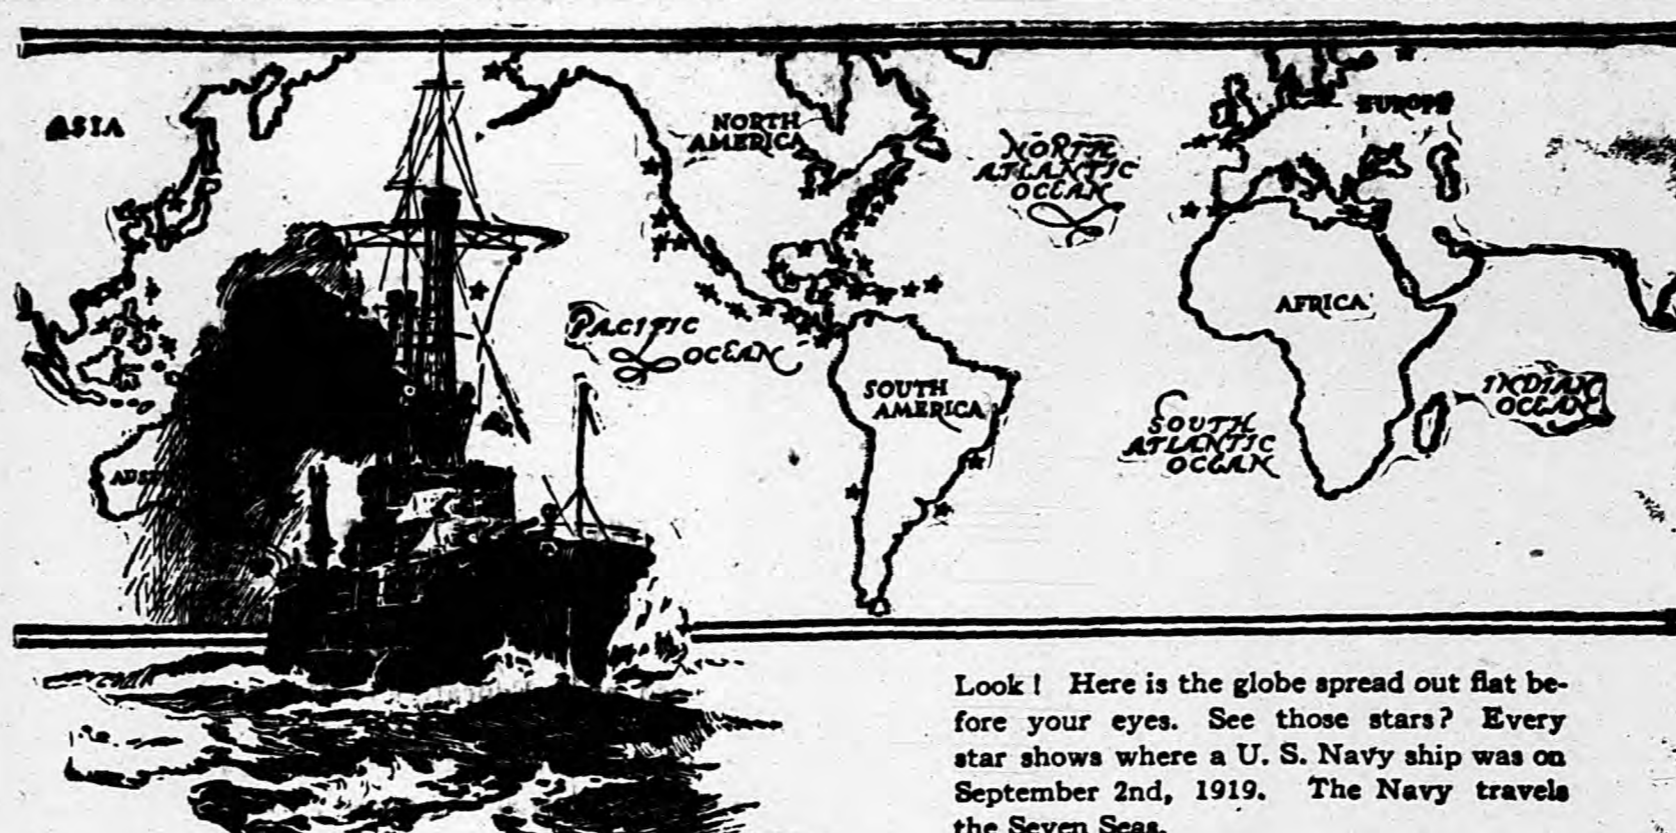 ASIA
NORTH
AMERICA
NORTH
ATLANTIC
OCEAN
EUROPE
PACIFIC
OCEAN
AFRICA
SOUTH
AMERICA
SOUTH
ATLANTIC
OCEAN
INDIAN
OCEAN
AUST
Look! Here is the globe spread out flat be-
fore your eyes. See those stars? Every
star shows where a U. S. Navy ship was on
September 2nd, 1919. The Navy travels
the Seven Seas.